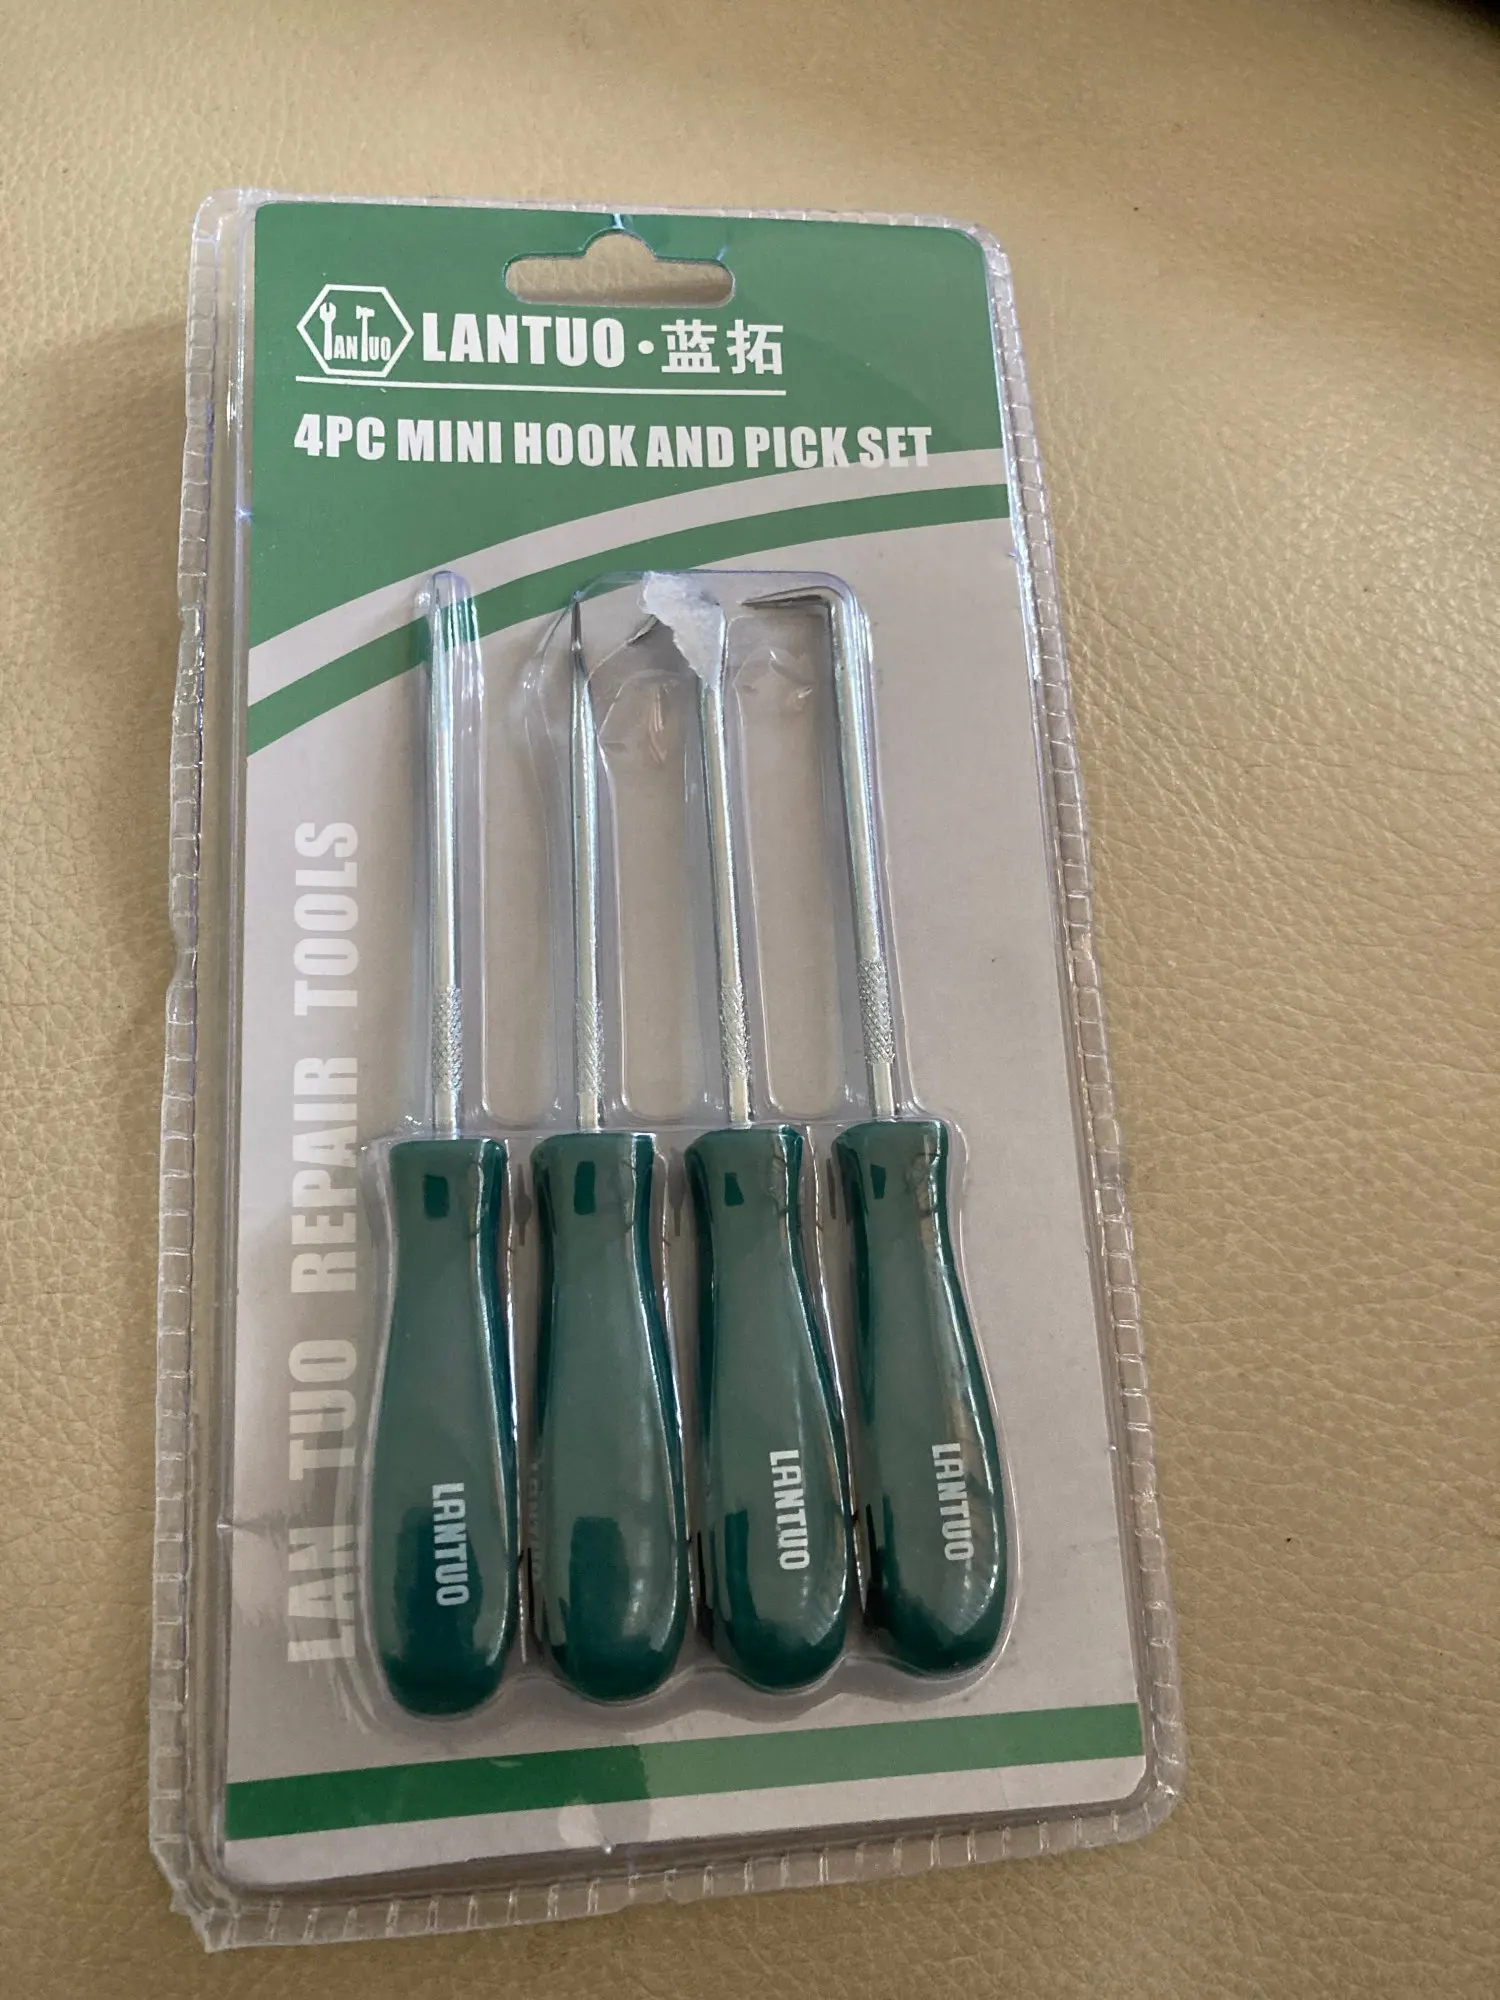 LANTUO
LANTUO·蓝拓
4PC MINI HOOK AND PICK SET
LAN TUO REPAIR TOOLS
LANTUO
LANTUO
LANTUO